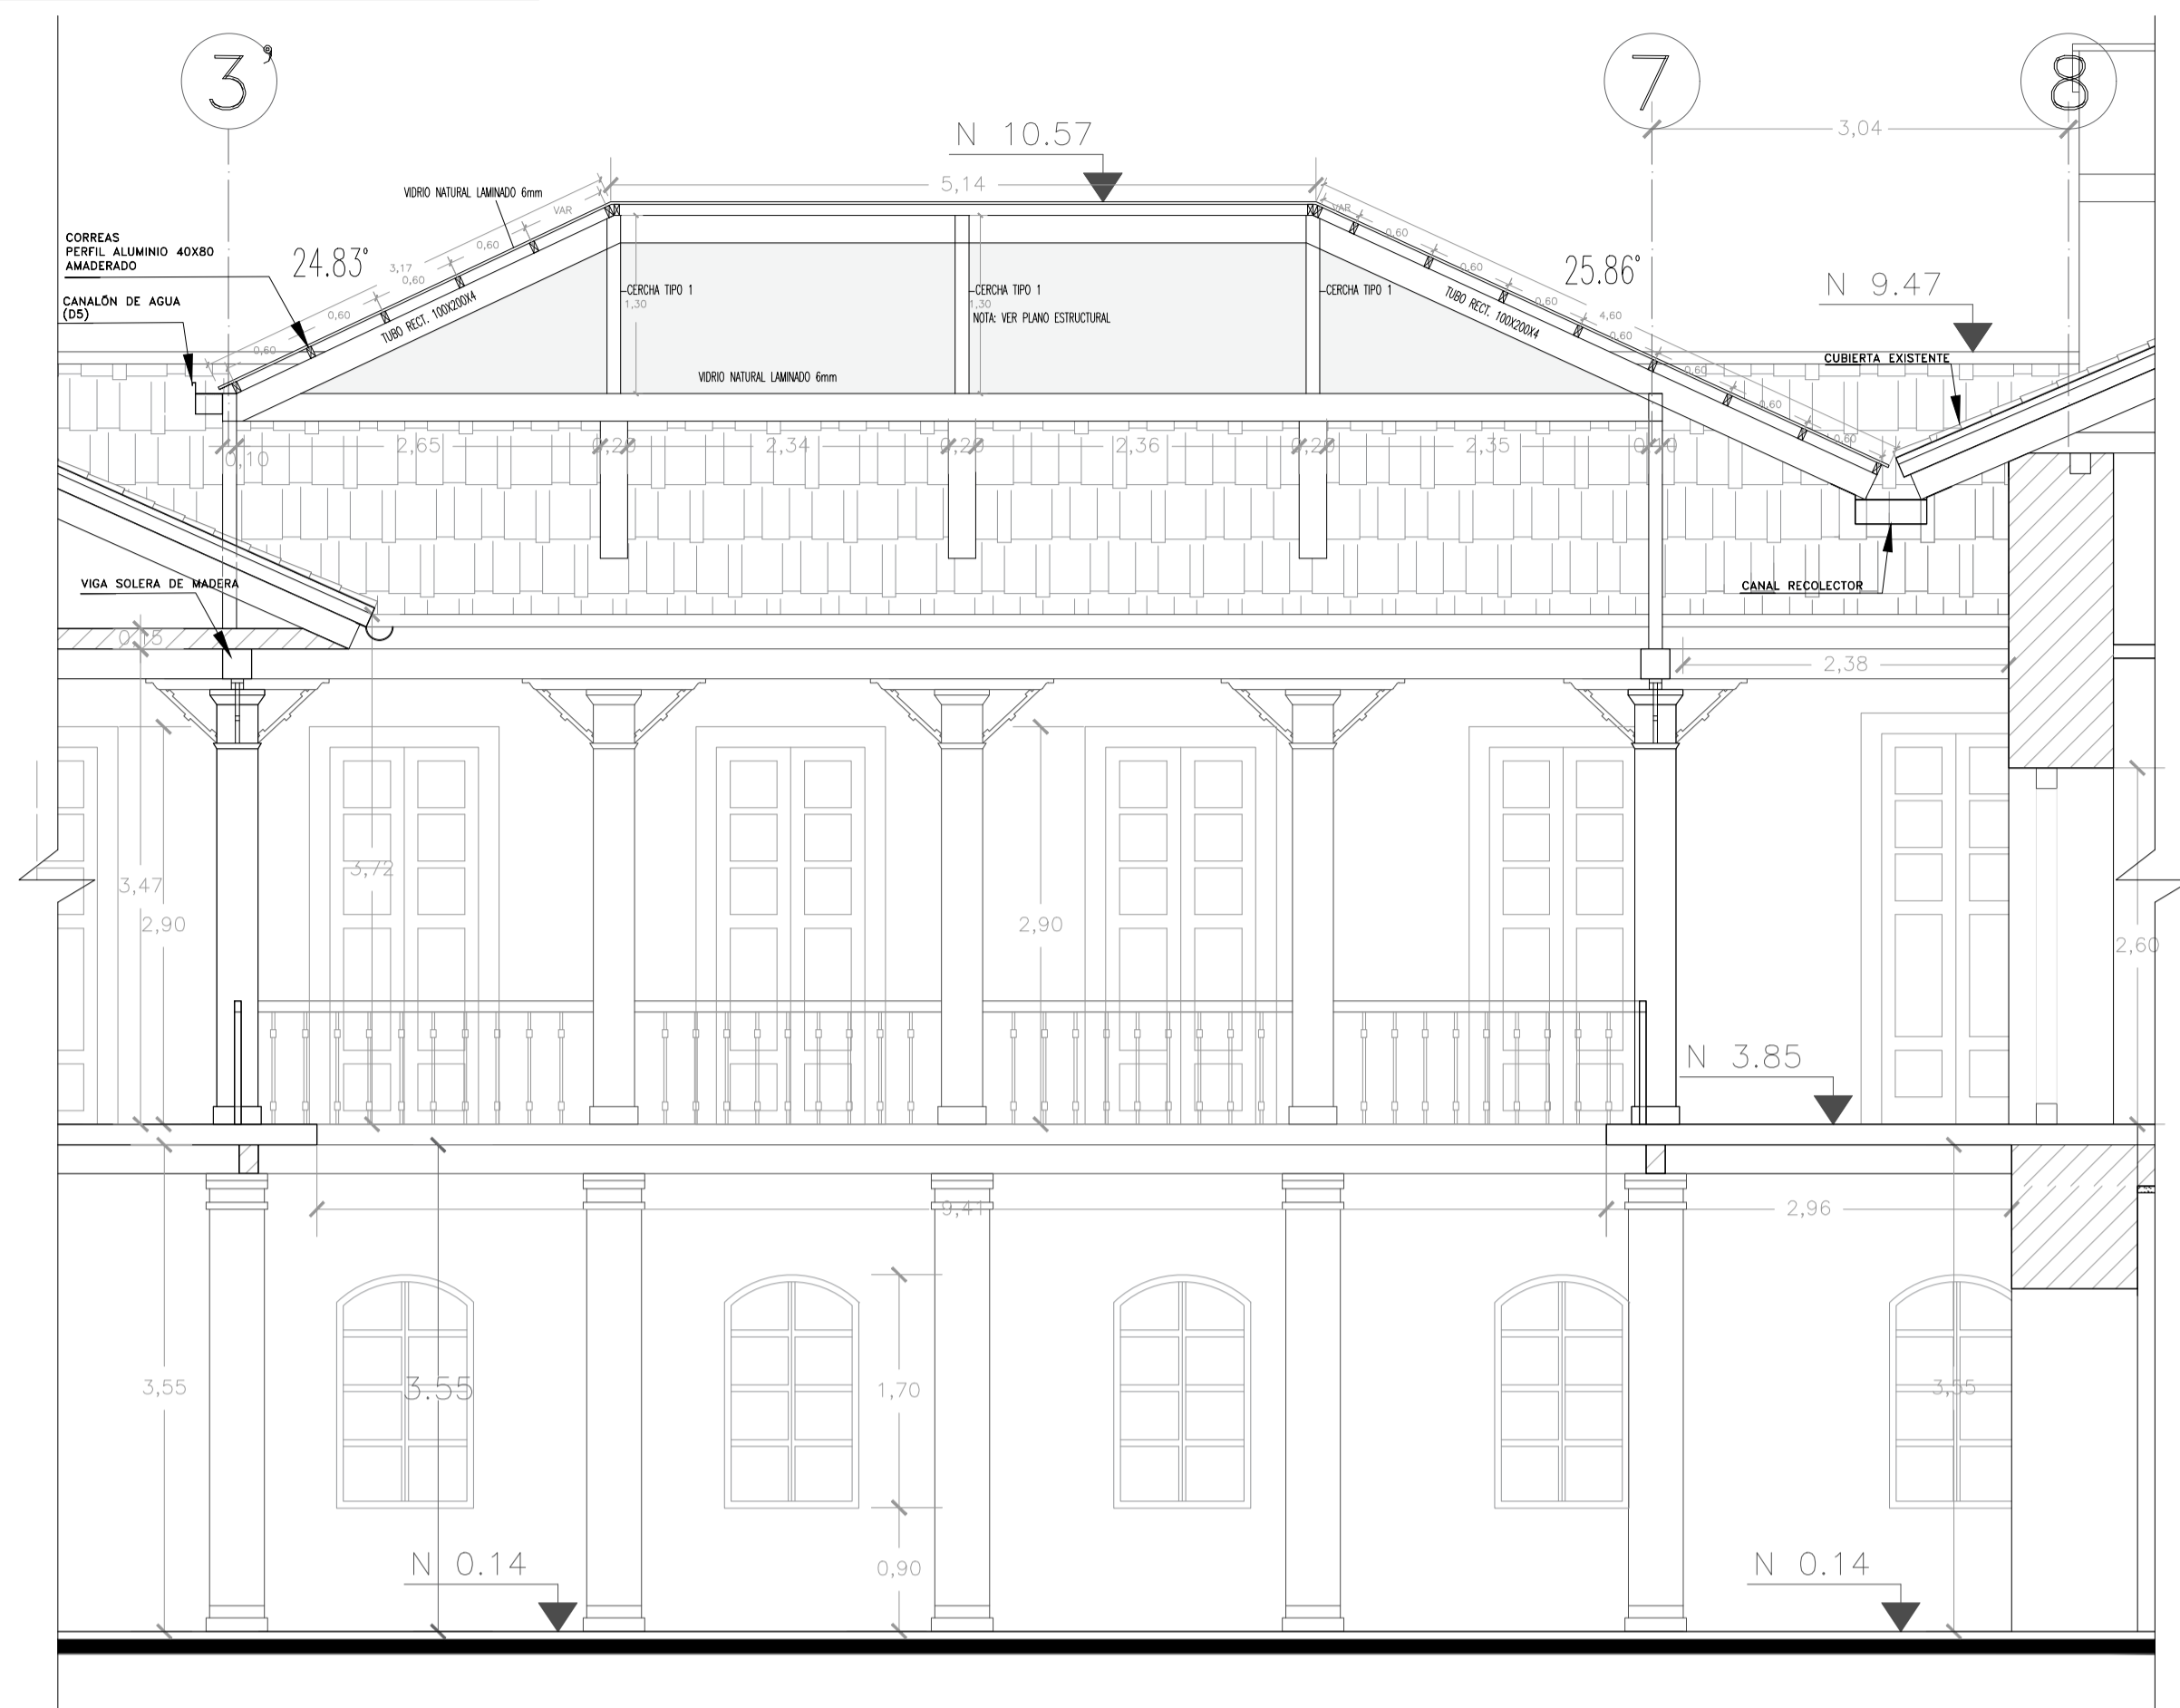 3'
7
8
3,04
N 10.57
5,14
VIDRIO NATURAL LAMINADO 6mm
VAR
VAR
CORREAS
PERFIL ALUMINIO 40X80
AMADERADO
24.83°
0,60
3,17
0,60
0,60
0,60
CANALÓN DE AGUA
(D5)
TUBO RECT. 100X200X4
CERCHA TIPO 1
1,30
CERCHA TIPO 1
1,30
NOTA: VER PLANO ESTRUCTURAL
CERCHA TIPO 1
VIDRIO NATURAL LAMINADO 6mm
0,60
0,60
0,60
4,60
0,60
0,60
0,60
0,60
TUBO RECT. 100X200X4
25.86°
N 9.47
CUBIERTA EXISTENTE
0,10
2,65
0,20
2,34
0,20
2,36
0,20
2,35
0,10
VIGA SOLERA DE MADERA
CANAL RECOLECTOR
0,15
2,38
3,47
2,90
3,72
2,90
2,60
N 3.85
9,41
2,96
3,55
3.55
1,70
3,55
0,90
N 0.14
N 0.14